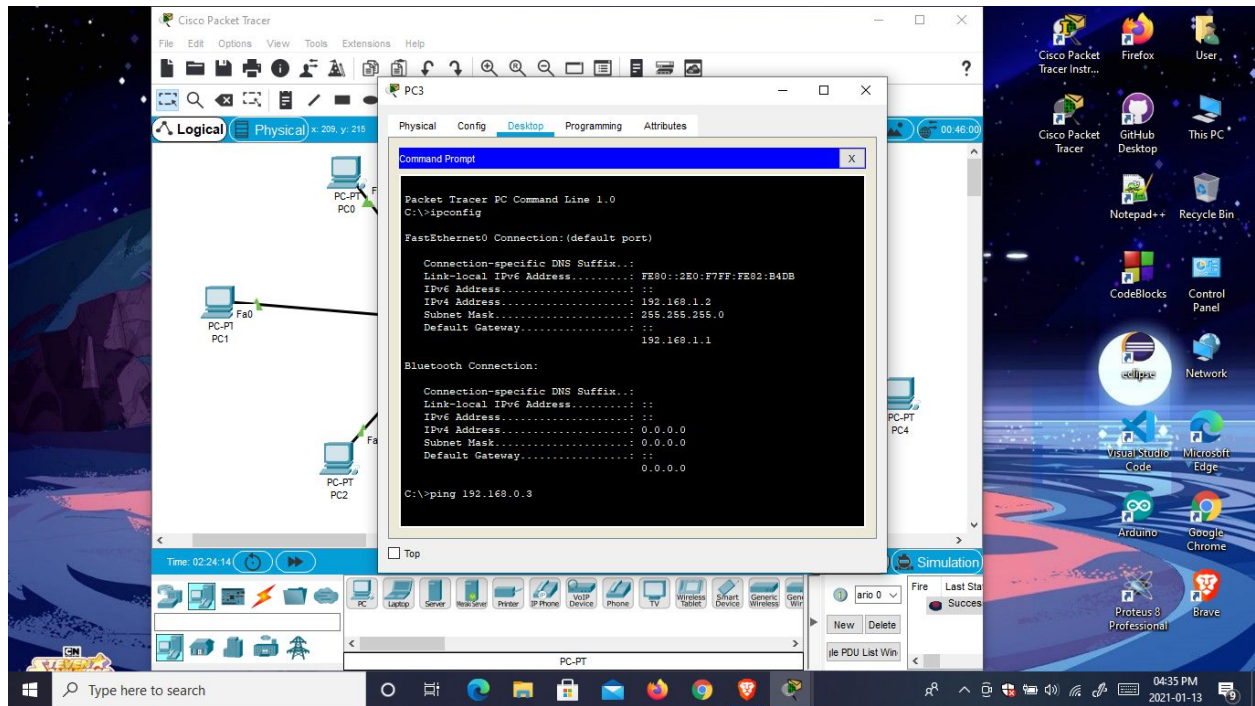 Cisco Packet Tracer
File Edit Options View Tools Extensions Help
?
PC3
Logical
Physical
x: 209, y: 215
00:46:00
Physical Config Desktop Programming Attributes
Command Prompt
X
Packet Tracer PC Command Line 1.0
C:\>ipconfig
FastEthernet0 Connection:(default port)
Connection-specific DNS Suffix..:
Link-local IPv6 Address.........: FE80::2E0:F7FF:FE82:B4DB
IPv6 Address....................: ::
IPv4 Address....................: 192.168.1.2
Subnet Mask.....................: 255.255.255.0
Default Gateway.................: ::
192.168.1.1
Bluetooth Connection:
Connection-specific DNS Suffix..:
Link-local IPv6 Address.........: ::
IPv6 Address....................: ::
IPv4 Address....................: 0.0.0.0
Subnet Mask.....................: 0.0.0.0
Default Gateway.................: ::
0.0.0.0
C:\>ping 192.168.0.3
Top
PC-PT
PC0
F
Fa0
PC-PT
PC1
Fa
PC-PT
PC2
PC-PT
PC4
Time: 02:24:14
Simulation
PC
Laptop
Server
Meraki Server
Printer
IP Phone
VoIP Device
Phone
TV
Wireless Tablet
Smart Device
Generic Wireless
Gen
Wir
PC-PT
ario 0
New
Delete
Fire
Last Sta
Succes
Cisco Packet Tracer Instr...
Firefox
User
Cisco Packet Tracer
GitHub Desktop
This PC
Notepad++
Recycle Bin
CodeBlocks
Control Panel
eclipse
Network
Visual Studio Code
Microsoft Edge
Arduino
Google Chrome
Proteus 8 Professional
Brave
CN
Type here to search
04:35 PM
2021-01-13
9